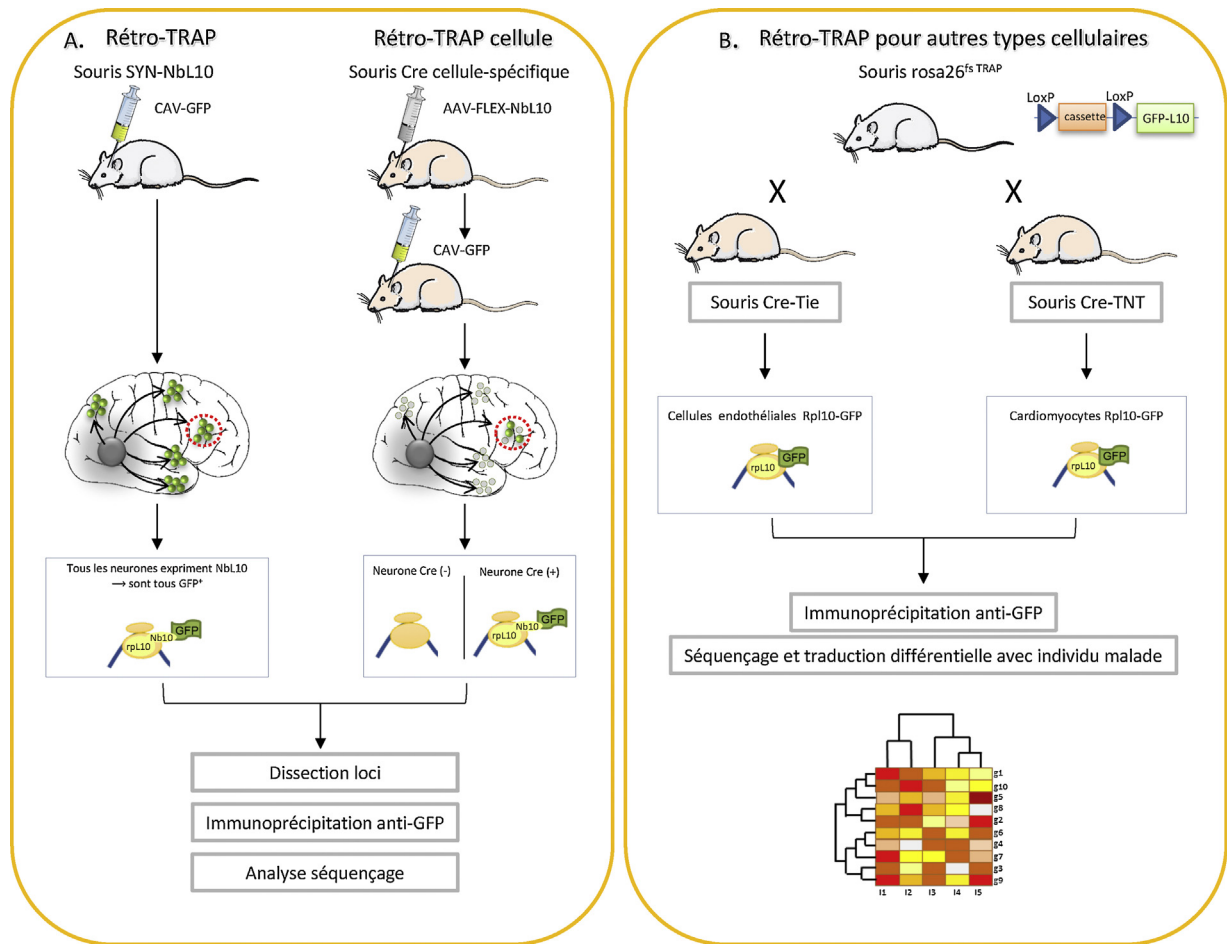 A. Rétro-TRAP
Souris SYN-NbL10
CAV-GFP
Rétro-TRAP cellule
Souris Cre cellule-spécifique
AAV-FLEX-NbL10
CAV-GFP
Tous les neurones expriment NbL10
→ sont tous GFP+
rpL10
Nb10
GFP
Neurone Cre (-)
Neurone Cre (+)
rpL10
Nb10
GFP
Dissection loci
Immunoprécipitation anti-GFP
Analyse séquençage
B. Rétro-TRAP pour autres types cellulaires
Souris rosa26fs TRAP
LoxP
cassette
LoxP
GFP-L10
X
X
Souris Cre-Tie
Souris Cre-TNT
Cellules endothéliales Rpl10-GFP
rpL10
GFP
Cardiomyocytes Rpl10-GFP
rpL10
GFP
Immunoprécipitation anti-GFP
Séquençage et traduction différentielle avec individu malade
g1
g10
g5
g8
g2
g6
g4
g7
g3
g9
I1 I2 I3 I4 I5